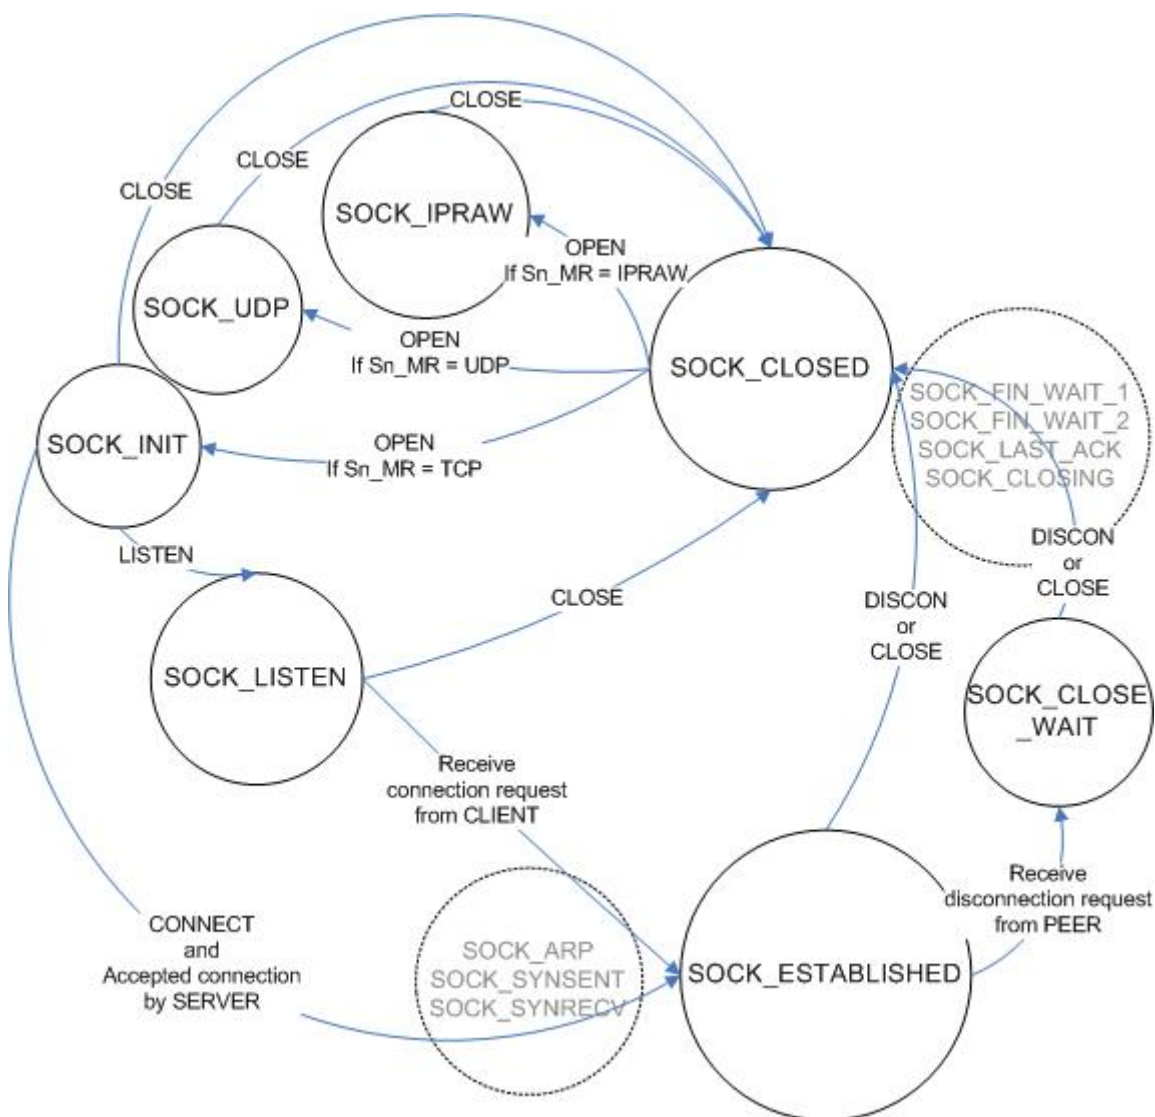 CLOSE
CLOSE
CLOSE
SOCK_IPRAW
OPEN
If Sn_MR = IPRAW
SOCK_UDP
OPEN
If Sn_MR = UDP
SOCK_CLOSED
SOCK_FIN_WAIT_1
SOCK_FIN_WAIT_2
SOCK_LAST_ACK
SOCK_CLOSING
SOCK_INIT
OPEN
If Sn_MR = TCP
LISTEN
DISCON
or
CLOSE
CLOSE
DISCON
or
CLOSE
SOCK_LISTEN
SOCK_CLOSE
_WAIT
Receive
connection request
from CLIENT
Receive
disconnection request
from PEER
CONNECT
and
Accepted connection
by SERVER
SOCK_ARP
SOCK_SYNSENT
SOCK_SYNRECV
SOCK_ESTABLISHED